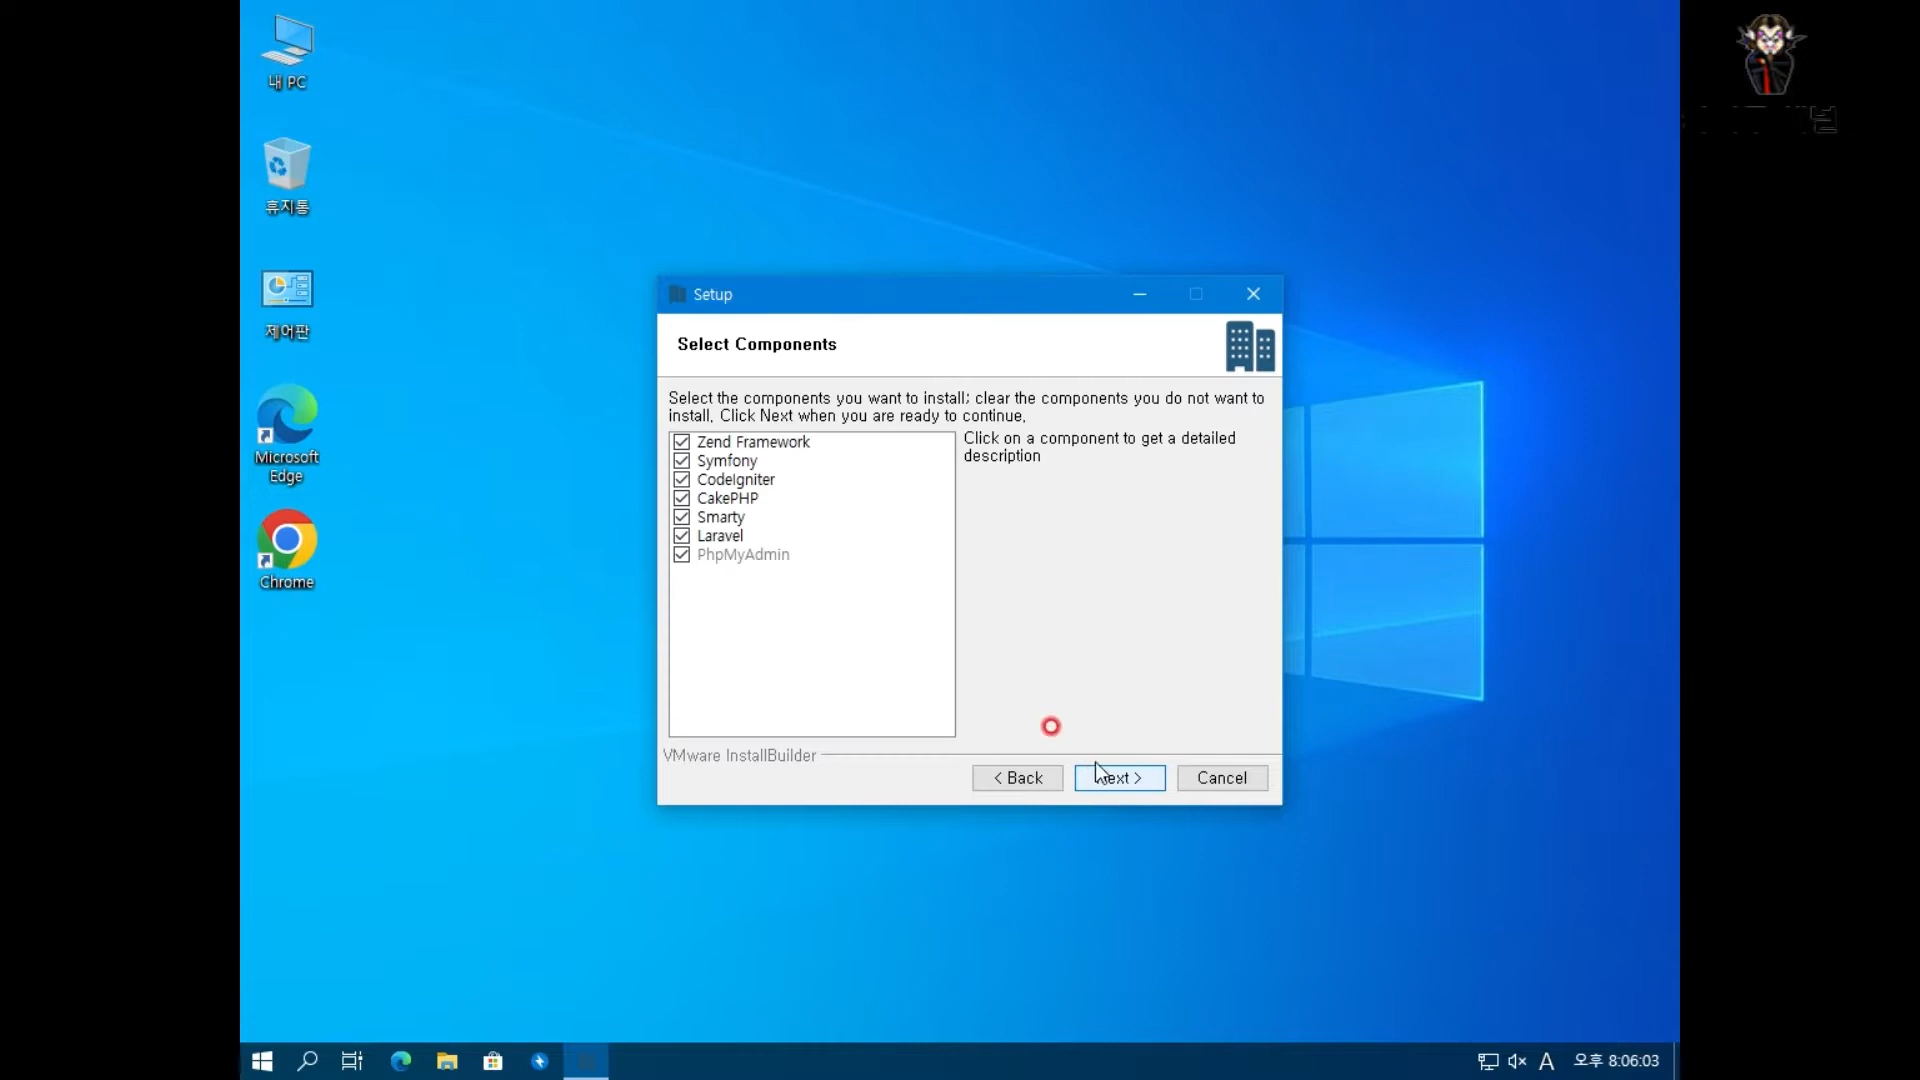 내 PC
휴지통
제어판
Microsoft
Edge
Chrome
Setup
Select Components
Select the components you want to install; clear the components you do not want to
install. Click Next when you are ready to continue.
Zend Framework
Symfony
CodeIgniter
CakePHP
Smarty
Laravel
PhpMyAdmin
Click on a component to get a detailed
description
VMware InstallBuilder
< Back
Next >
Cancel
A
오후 8:06:03